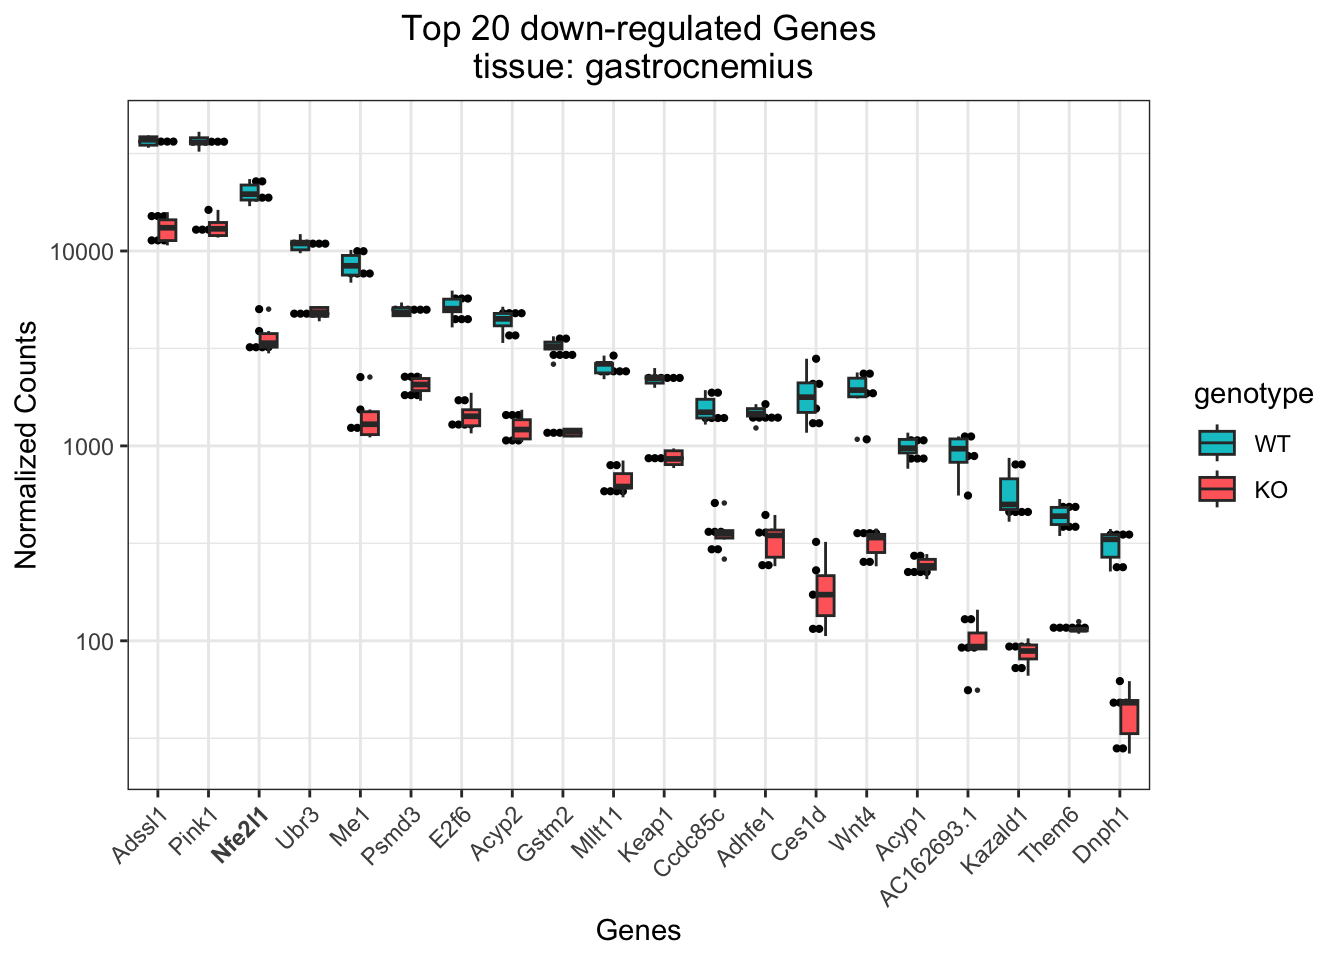 Top 20 down-regulated Genes
tissue: gastrocnemius
Normalized Counts
10000
1000
100
Adssl1
Pink1
Nfe2l1
Ubr3
Me1
Psmd3
E2f6
Acyp2
Gstm2
Mllt11
Keap1
Ccdc85c
Adhfe1
Ces1d
Wnt4
Acyp1
AC162693.1
Kazald1
Them6
Dnph1
Genes
genotype
WT
KO